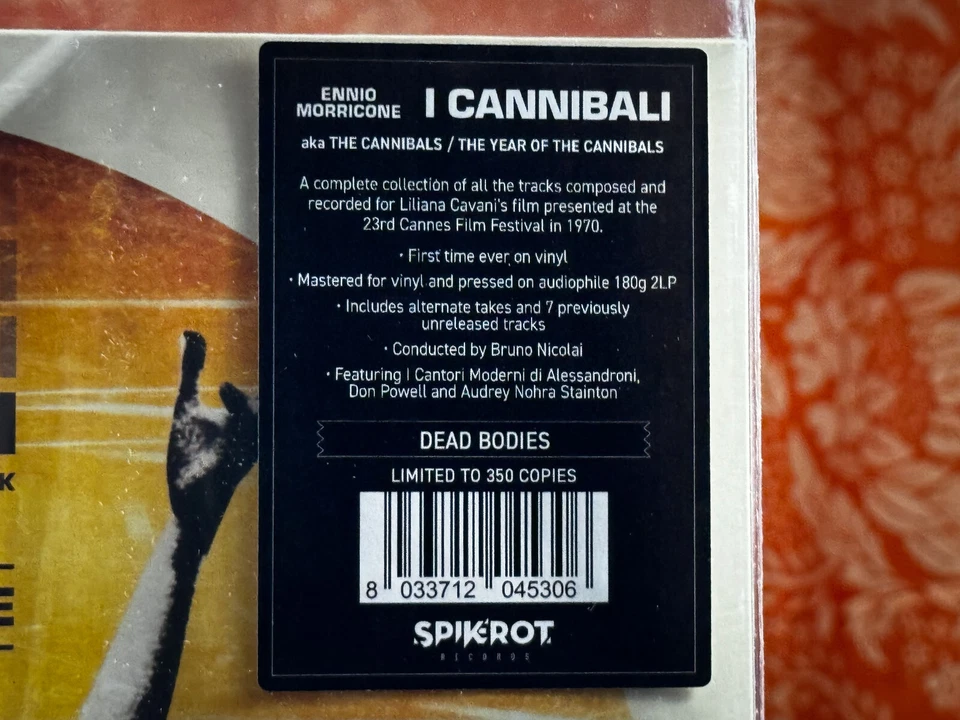 ENNIO
MORRICONE
I CANNIBALI
aka THE CANNIBALS / THE YEAR OF THE CANNIBALS
A complete collection of all the tracks composed and
recorded for Liliana Cavani's film presented at the
23rd Cannes Film Festival in 1970.
· First time ever on vinyl
· Mastered for vinyl and pressed on audiophile 180g 2LP
· Includes alternate takes and 7 previously
unreleased tracks
· Conducted by Bruno Nicolai
· Featuring I Cantori Moderni di Alessandroni,
Don Powell and Audrey Nohra Stainton
DEAD BODIES
LIMITED TO 350 COPIES
8 033712 045306
SPIKEROT
RECORDS
K